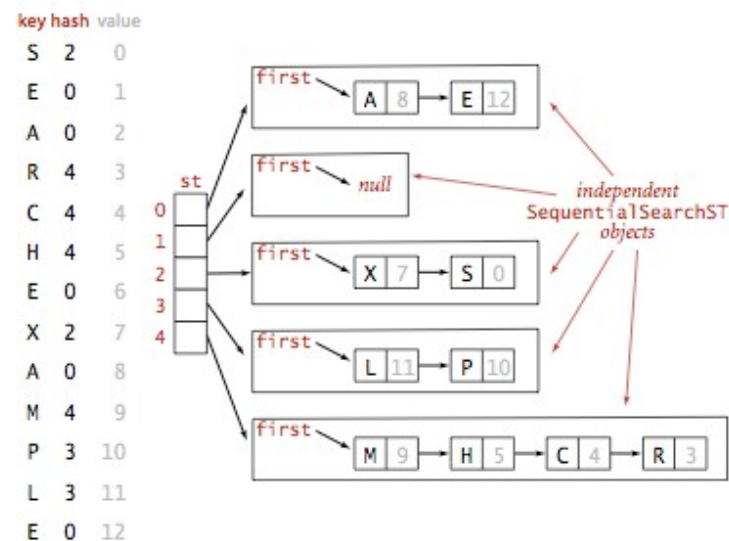 key hash value
S 2 0
E 0 1
A 0 2
R 4 3
C 4 4
H 4 5
E 0 6
X 2 7
A 0 8
M 4 9
P 3 10
L 3 11
E 0 12
st
0
1
2
3
4
first
A 8 E 12
first
null
first
X 7 S 0
first
L 11 P 10
first
M 9 H 5 C 4 R 3
independent
SequentialSearchST
objects